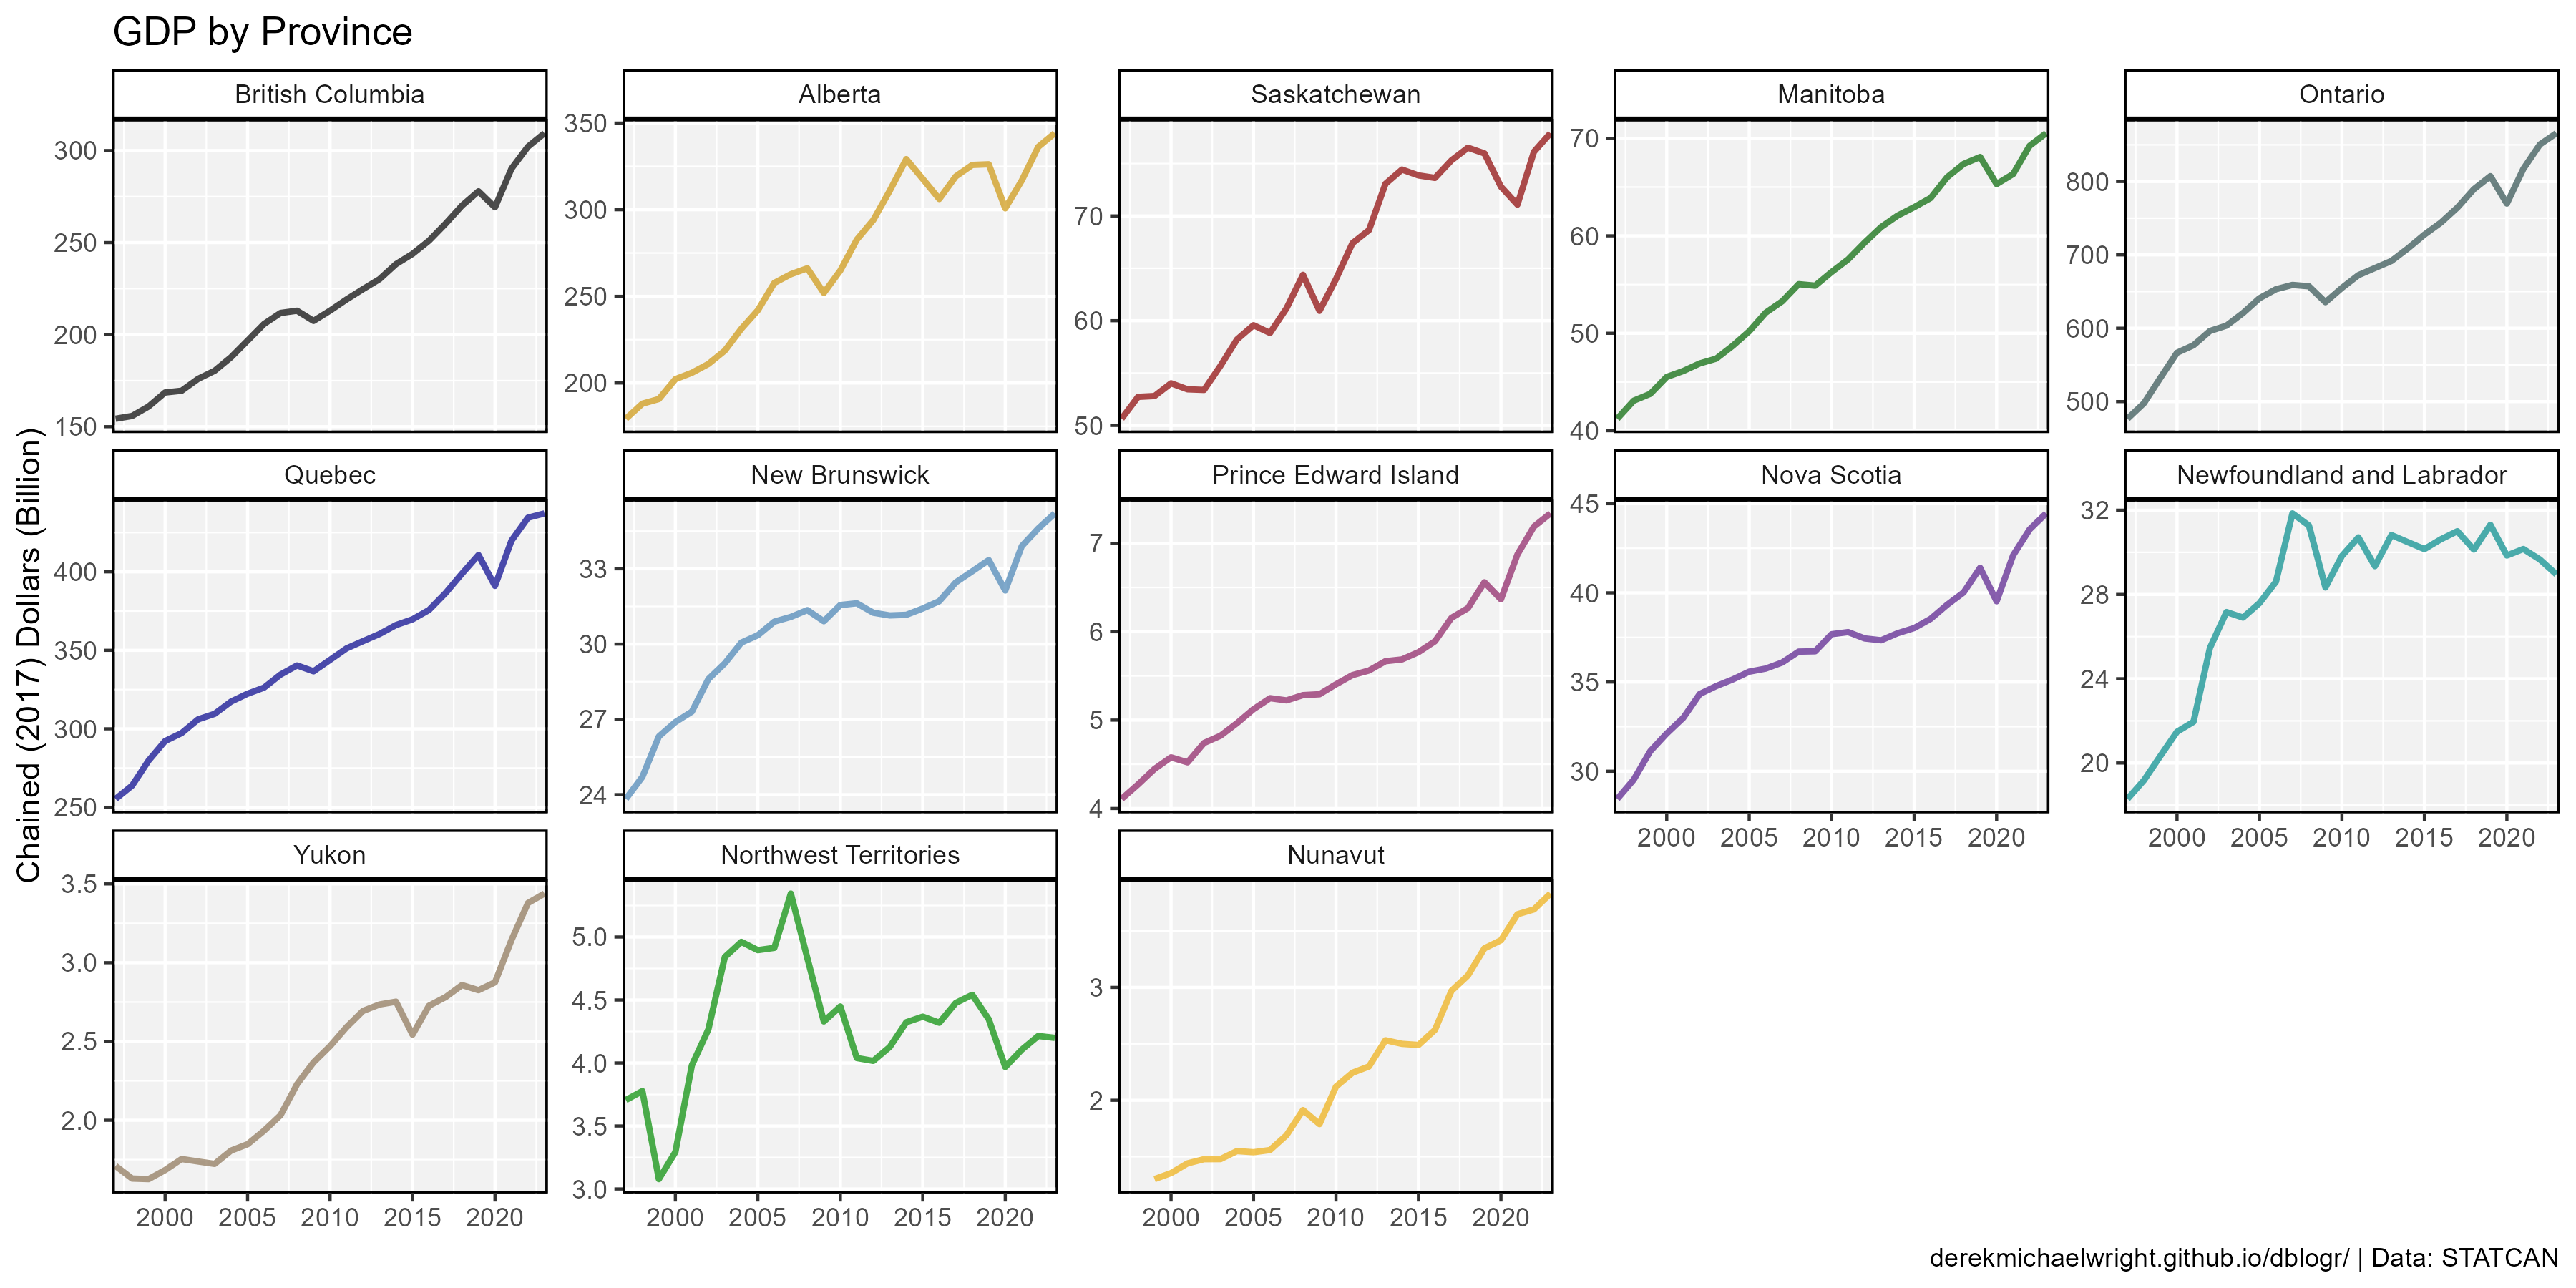 GDP by Province
British Columbia
Alberta
Saskatchewan
Manitoba
Ontario
300
250
200
150
350
300
250
200
70
60
50
70
60
50
40
800
700
600
500
Chained (2017) Dollars (Billion)
Quebec
New Brunswick
Prince Edward Island
Nova Scotia
Newfoundland and Labrador
400
350
300
250
33
30
27
24
7
6
5
4
45
40
35
30
32
28
24
20
2000 2005 2010 2015 2020
2000 2005 2010 2015 2020
Yukon
Northwest Territories
Nunavut
3.5
3.0
2.5
2.0
5.0
4.5
4.0
3.5
3.0
3
2
2000 2005 2010 2015 2020
2000 2005 2010 2015 2020
2000 2005 2010 2015 2020
derekmichaelwright.github.io/dblogr/ | Data: STATCAN